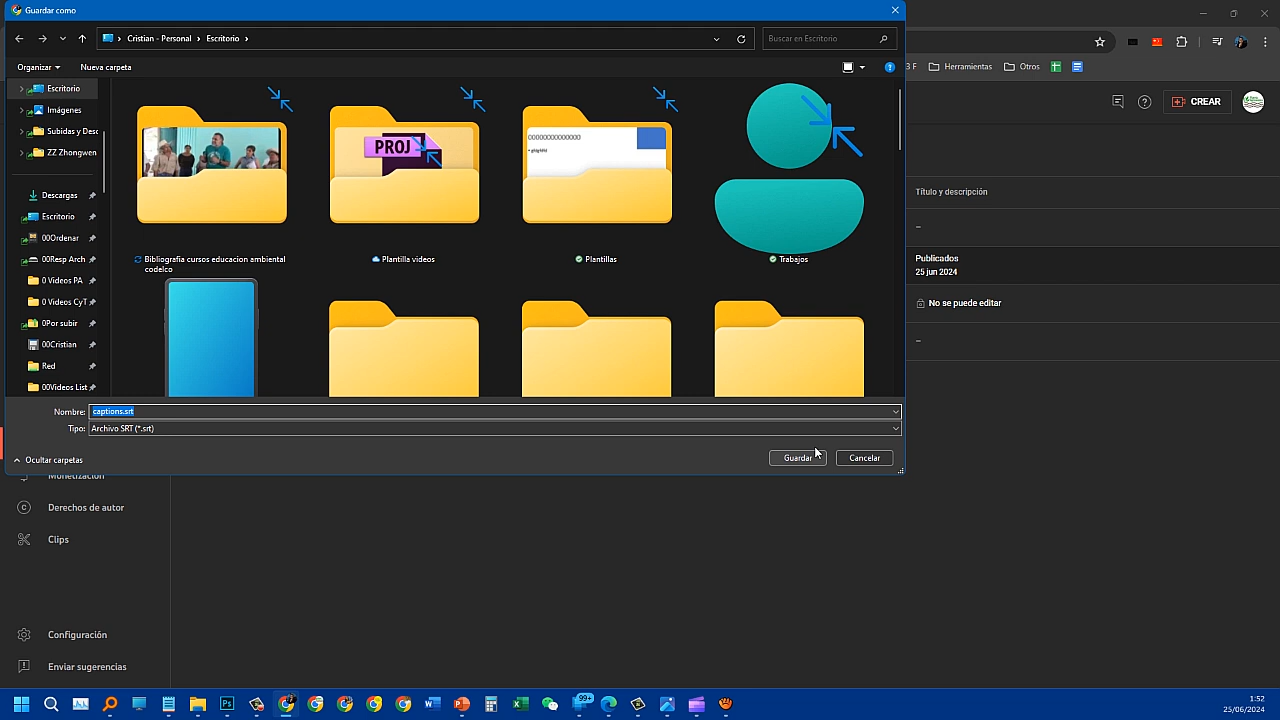 Guardar como
Cristian - Personal > Escritorio >
Buscar en Escritorio
Organizar
Nueva carpeta
Escritorio
Imágenes
Subidas y Desc
ZZ Zhongwen
Descargas
Escritorio
00Ordenar
00Resp Arch
0 Videos PA
0 Videos CyT
0Por subir
00Cristian
Red
00Videos List
PROJ
Bibliografia cursos educacion ambiental
codelco
Plantilla videos
Plantillas
Trabajos
Nombre: captions.srt
Tipo: Archivo SRT (*.srt)
Ocultar carpetas
Guardar
Cancelar
3 F
Herramientas
Otros
CREAR
Título y descripción
–
Publicados
25 jun 2024
No se puede editar
–
Monetización
Derechos de autor
Clips
Configuración
Enviar sugerencias
99+
1:52
25/06/2024